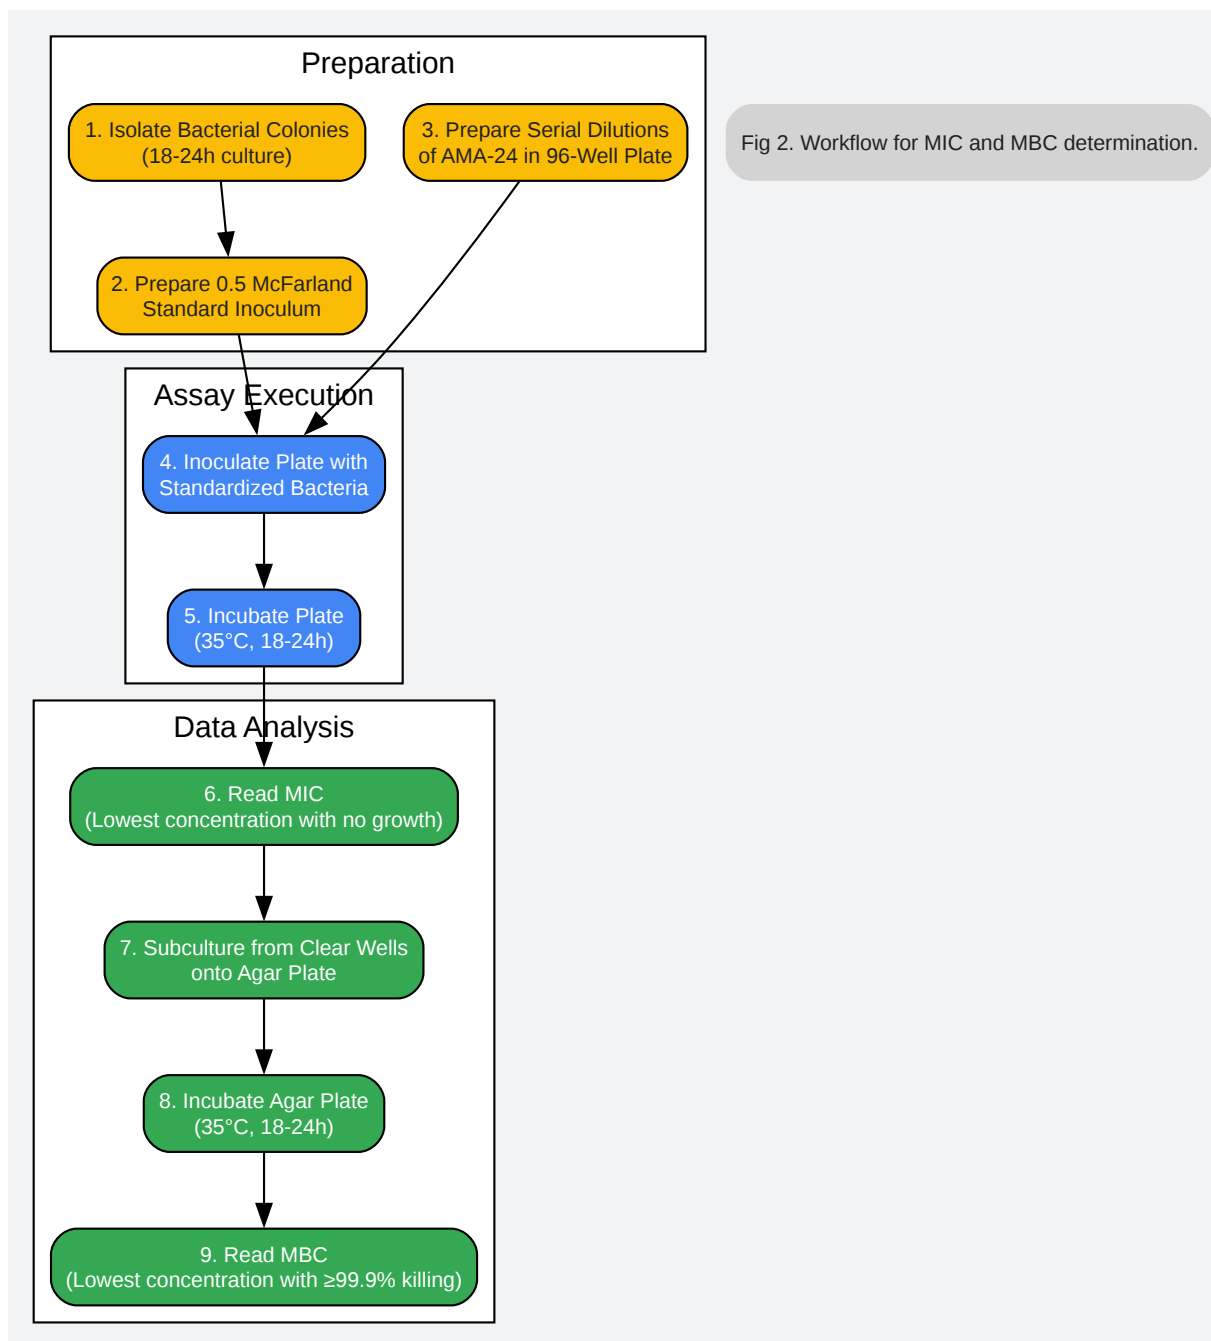 Preparation
1. Isolate Bacterial Colonies
(18-24h culture)
3. Prepare Serial Dilutions
of AMA-24 in 96-Well Plate
Fig 2. Workflow for MIC and MBC determination.
2. Prepare 0.5 McFarland
Standard Inoculum
Assay Execution
4. Inoculate Plate with
Standardized Bacteria
5. Incubate Plate
(35°C, 18-24h)
Data Analysis
6. Read MIC
(Lowest concentration with no growth)
7. Subculture from Clear Wells
onto Agar Plate
8. Incubate Agar Plate
(35°C, 18-24h)
9. Read MBC
(Lowest concentration with ≥99.9% killing)